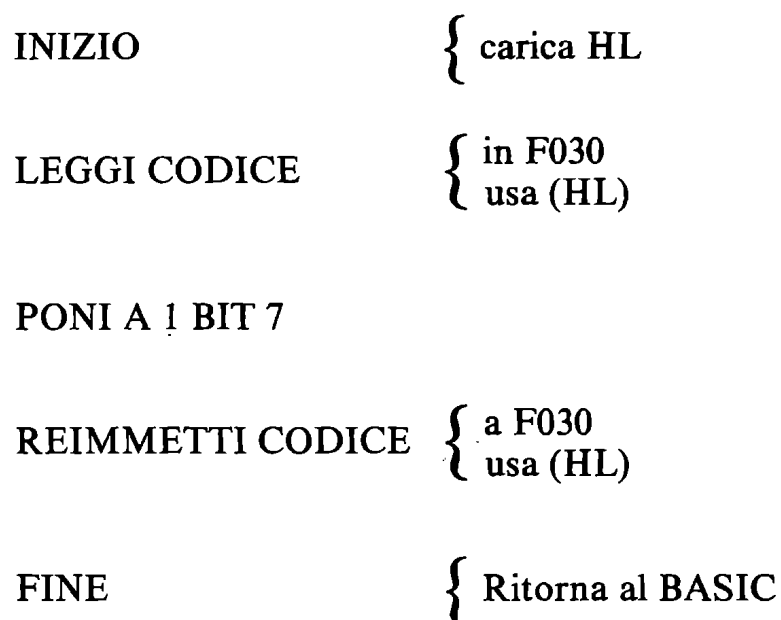 INIZIO { carica HL
LEGGI CODICE { in F030
usa (HL)
PONI A 1 BIT 7
REIMMETTI CODICE { a F030
usa (HL)
FINE { Ritorna al BASIC